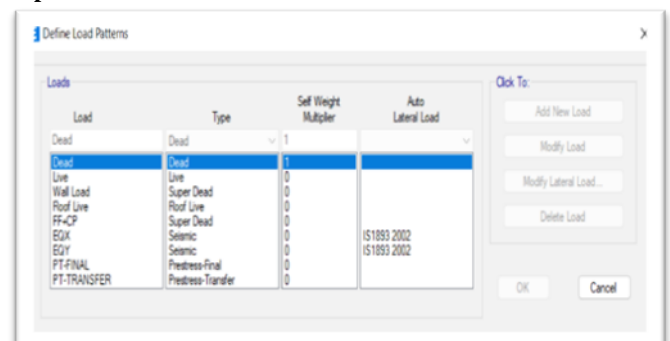 Define Load Patterns
Loads
Click To:
Load Type Self Weight Multiplier Auto Lateral Load
Dead Dead 1
Dead Dead 1
Live Live 0
Wall Load Super Dead 0
Roof Live Roof Live 0
FF+CP Super Dead 0
EQX Seismic 0 IS1893 2002
EQY Seismic 0 IS1893 2002
PT-FINAL Prestress-Final 0
PT-TRANSFER Prestress-Transfer 0
Add New Load
Modify Load
Modify Lateral Load...
Delete Load
OK Cancel